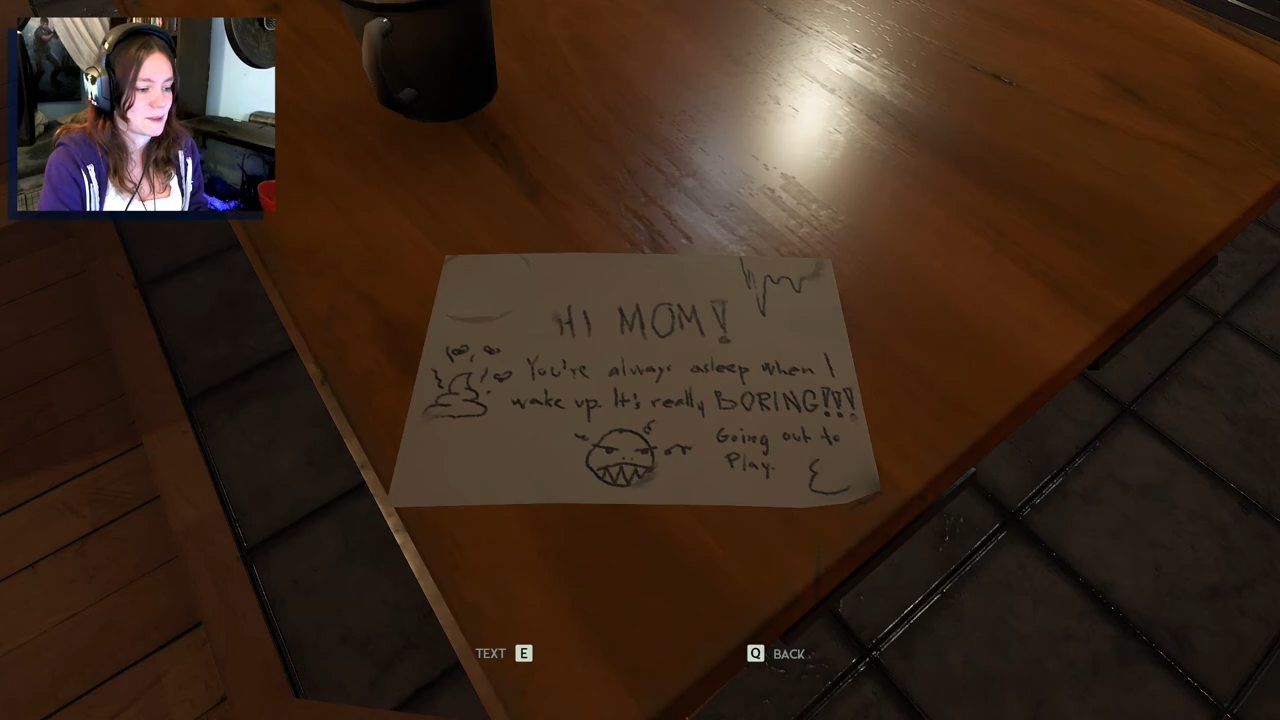 HI MOM!
You're always asleep when I
wake up. It's really BORING!!!
Going out to
Play.
TEXT E
Q BACK